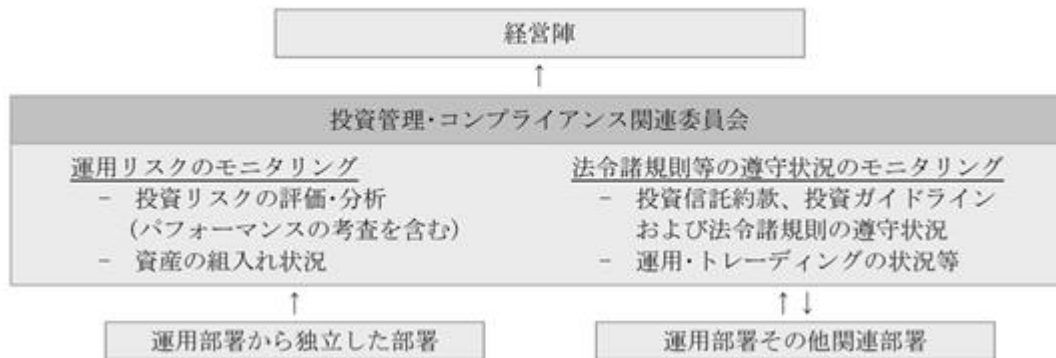 経営陣
↑
投資管理・コンプライアンス関連委員会
運用リスクのモニタリング
－ 投資リスクの評価・分析
（パフォーマンスの考査を含む）
－ 資産の組入れ状況
法令諸規則等の遵守状況のモニタリング
－ 投資信託約款、投資ガイドライン
および法令諸規則の遵守状況
－ 運用・トレーディングの状況等
↑
↑ ↓
運用部署から独立した部署
運用部署その他関連部署